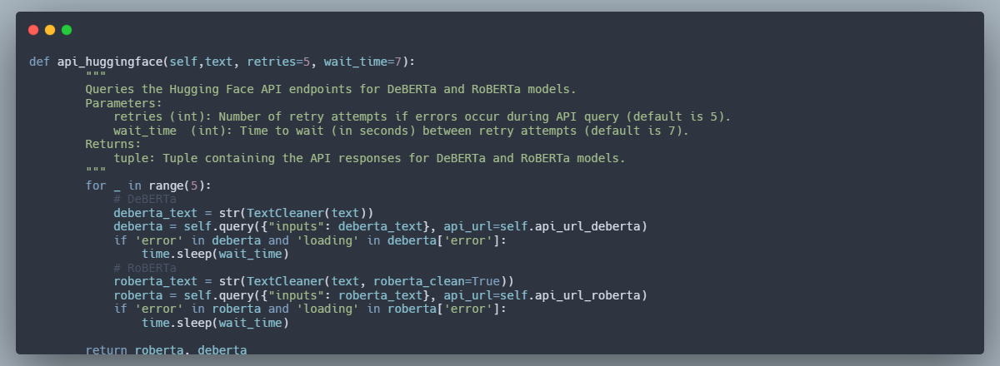 def api_huggingface(self,text, retries=5, wait_time=7):
        """
        Queries the Hugging Face API endpoints for DeBERTa and RoBERTa models.
        Parameters:
            retries (int): Number of retry attempts if errors occur during API query (default is 5).
            wait_time  (int): Time to wait (in seconds) between retry attempts (default is 7).
        Returns:
            tuple: Tuple containing the API responses for DeBERTa and RoBERTa models.
        """
        for _ in range(5):
            # DeBERTa
            deberta_text = str(TextCleaner(text))
            deberta = self.query({"inputs": deberta_text}, api_url=self.api_url_deberta)
            if 'error' in deberta and 'loading' in deberta['error']:
                time.sleep(wait_time)
            # RoBERTa
            roberta_text = str(TextCleaner(text, roberta_clean=True))
            roberta = self.query({"inputs": roberta_text}, api_url=self.api_url_roberta)
            if 'error' in roberta and 'loading' in roberta['error']:
                time.sleep(wait_time)
        return roberta, deberta